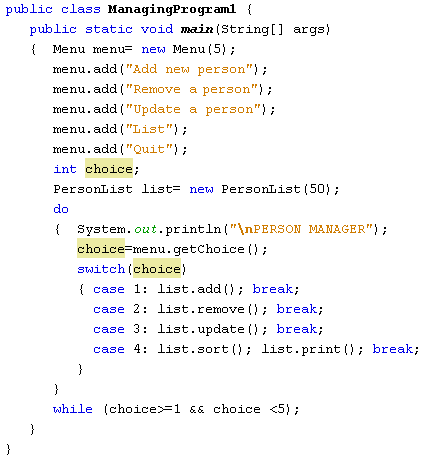 public class ManagingProgram1 {
public static void main(String[] args)
{ Menu menu= new Menu(5);
menu.add("Add new person");
menu.add("Remove a person");
menu.add("Update a person");
menu.add("List");
menu.add("Quit");
int choice;
PersonList list= new PersonList(50);
do
{ System.out.println("\nPERSON MANAGER");
choice=menu.getChoice();
switch(choice)
{ case 1: list.add(); break;
case 2: list.remove(); break;
case 3: list.update(); break;
case 4: list.sort(); list.print(); break;
}
}
while (choice>=1 && choice <5);
}
}